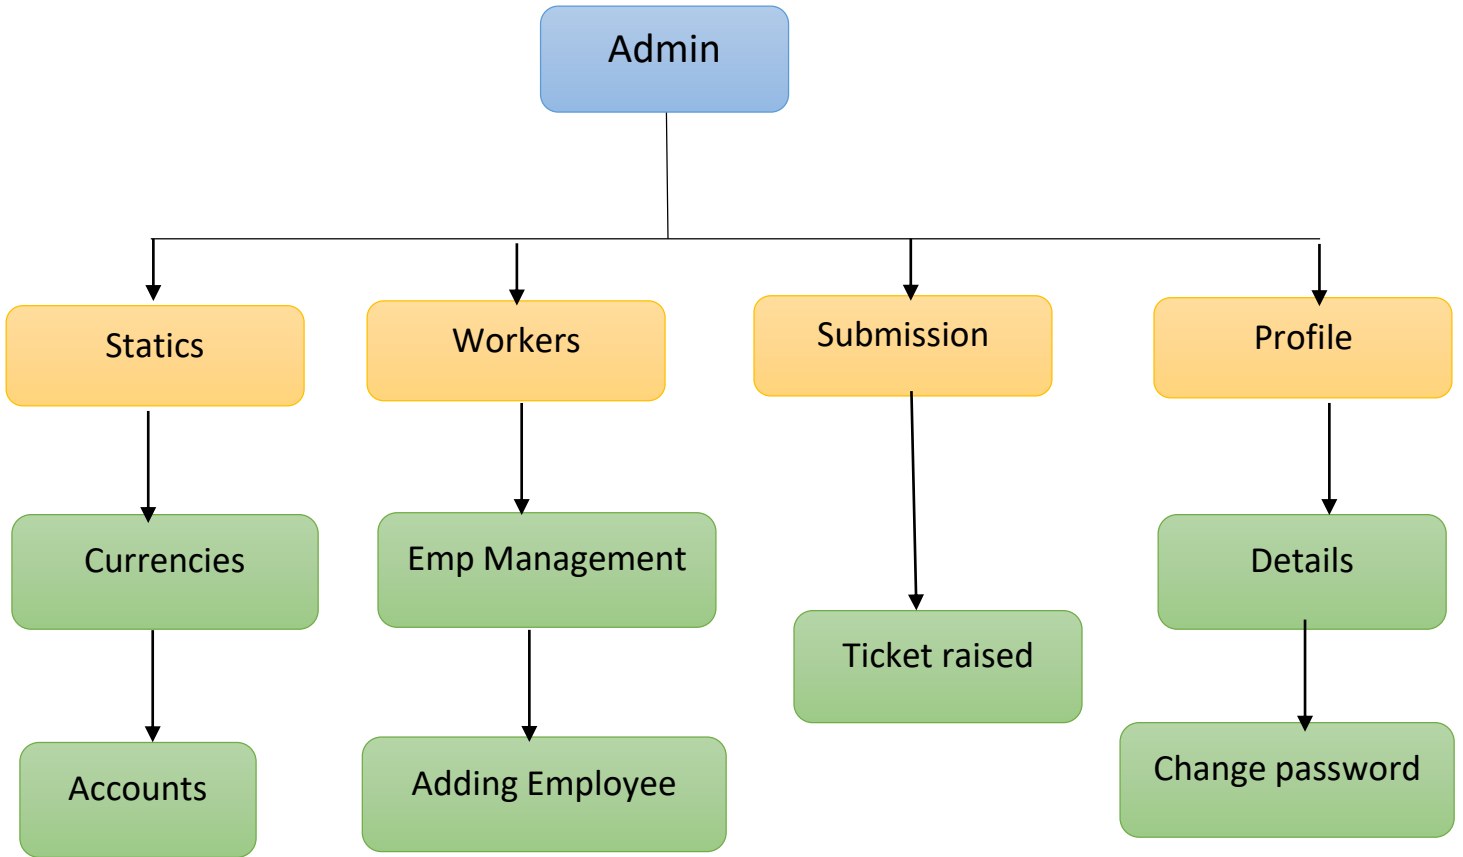 Admin
Statics
Workers
Submission
Profile
Currencies
Emp Management
Details
Ticket raised
Accounts
Adding Employee
Change password